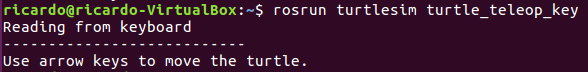 ricardo@ricardo-VirtualBox:~$ rosrun turtlesim turtle_teleop_key
Reading from keyboard
---------------------------
Use arrow keys to move the turtle.